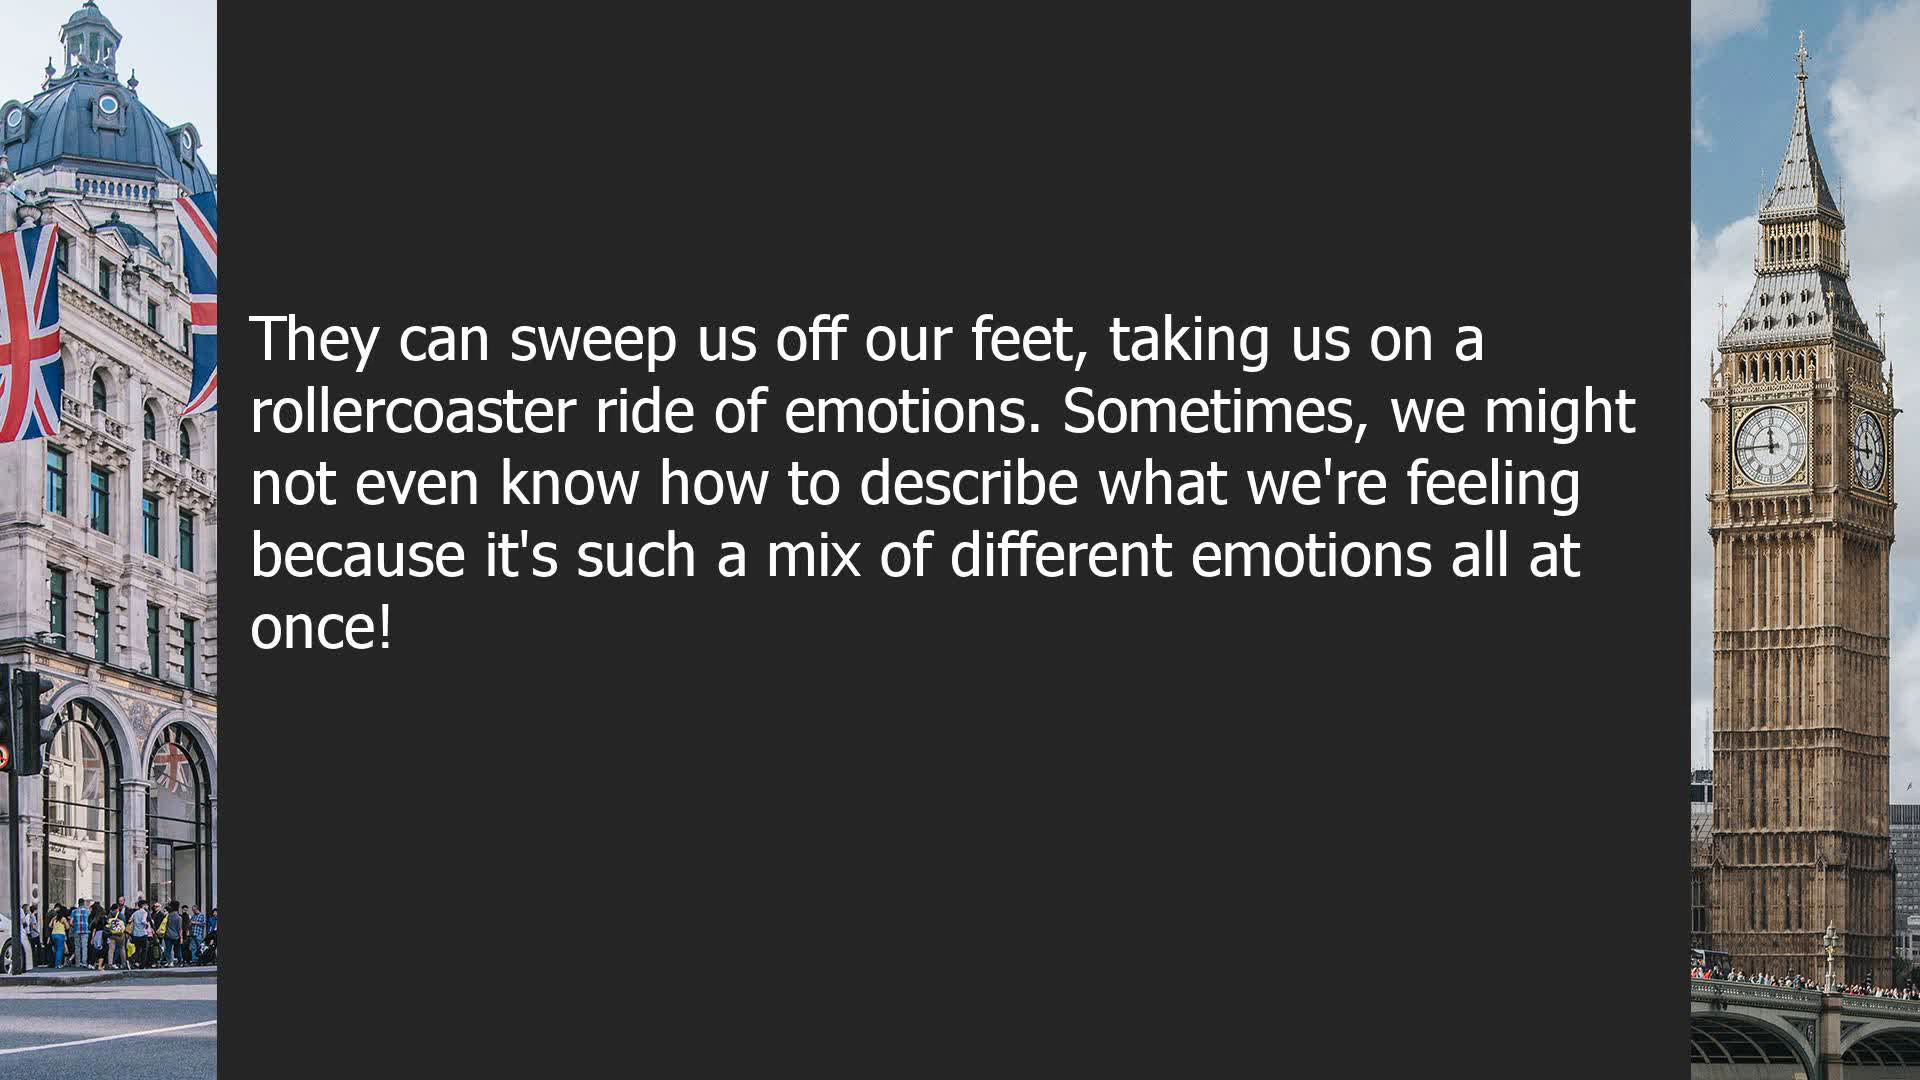 They can sweep us off our feet, taking us on a
rollercoaster ride of emotions. Sometimes, we might
not even know how to describe what we're feeling
because it's such a mix of different emotions all at
once!